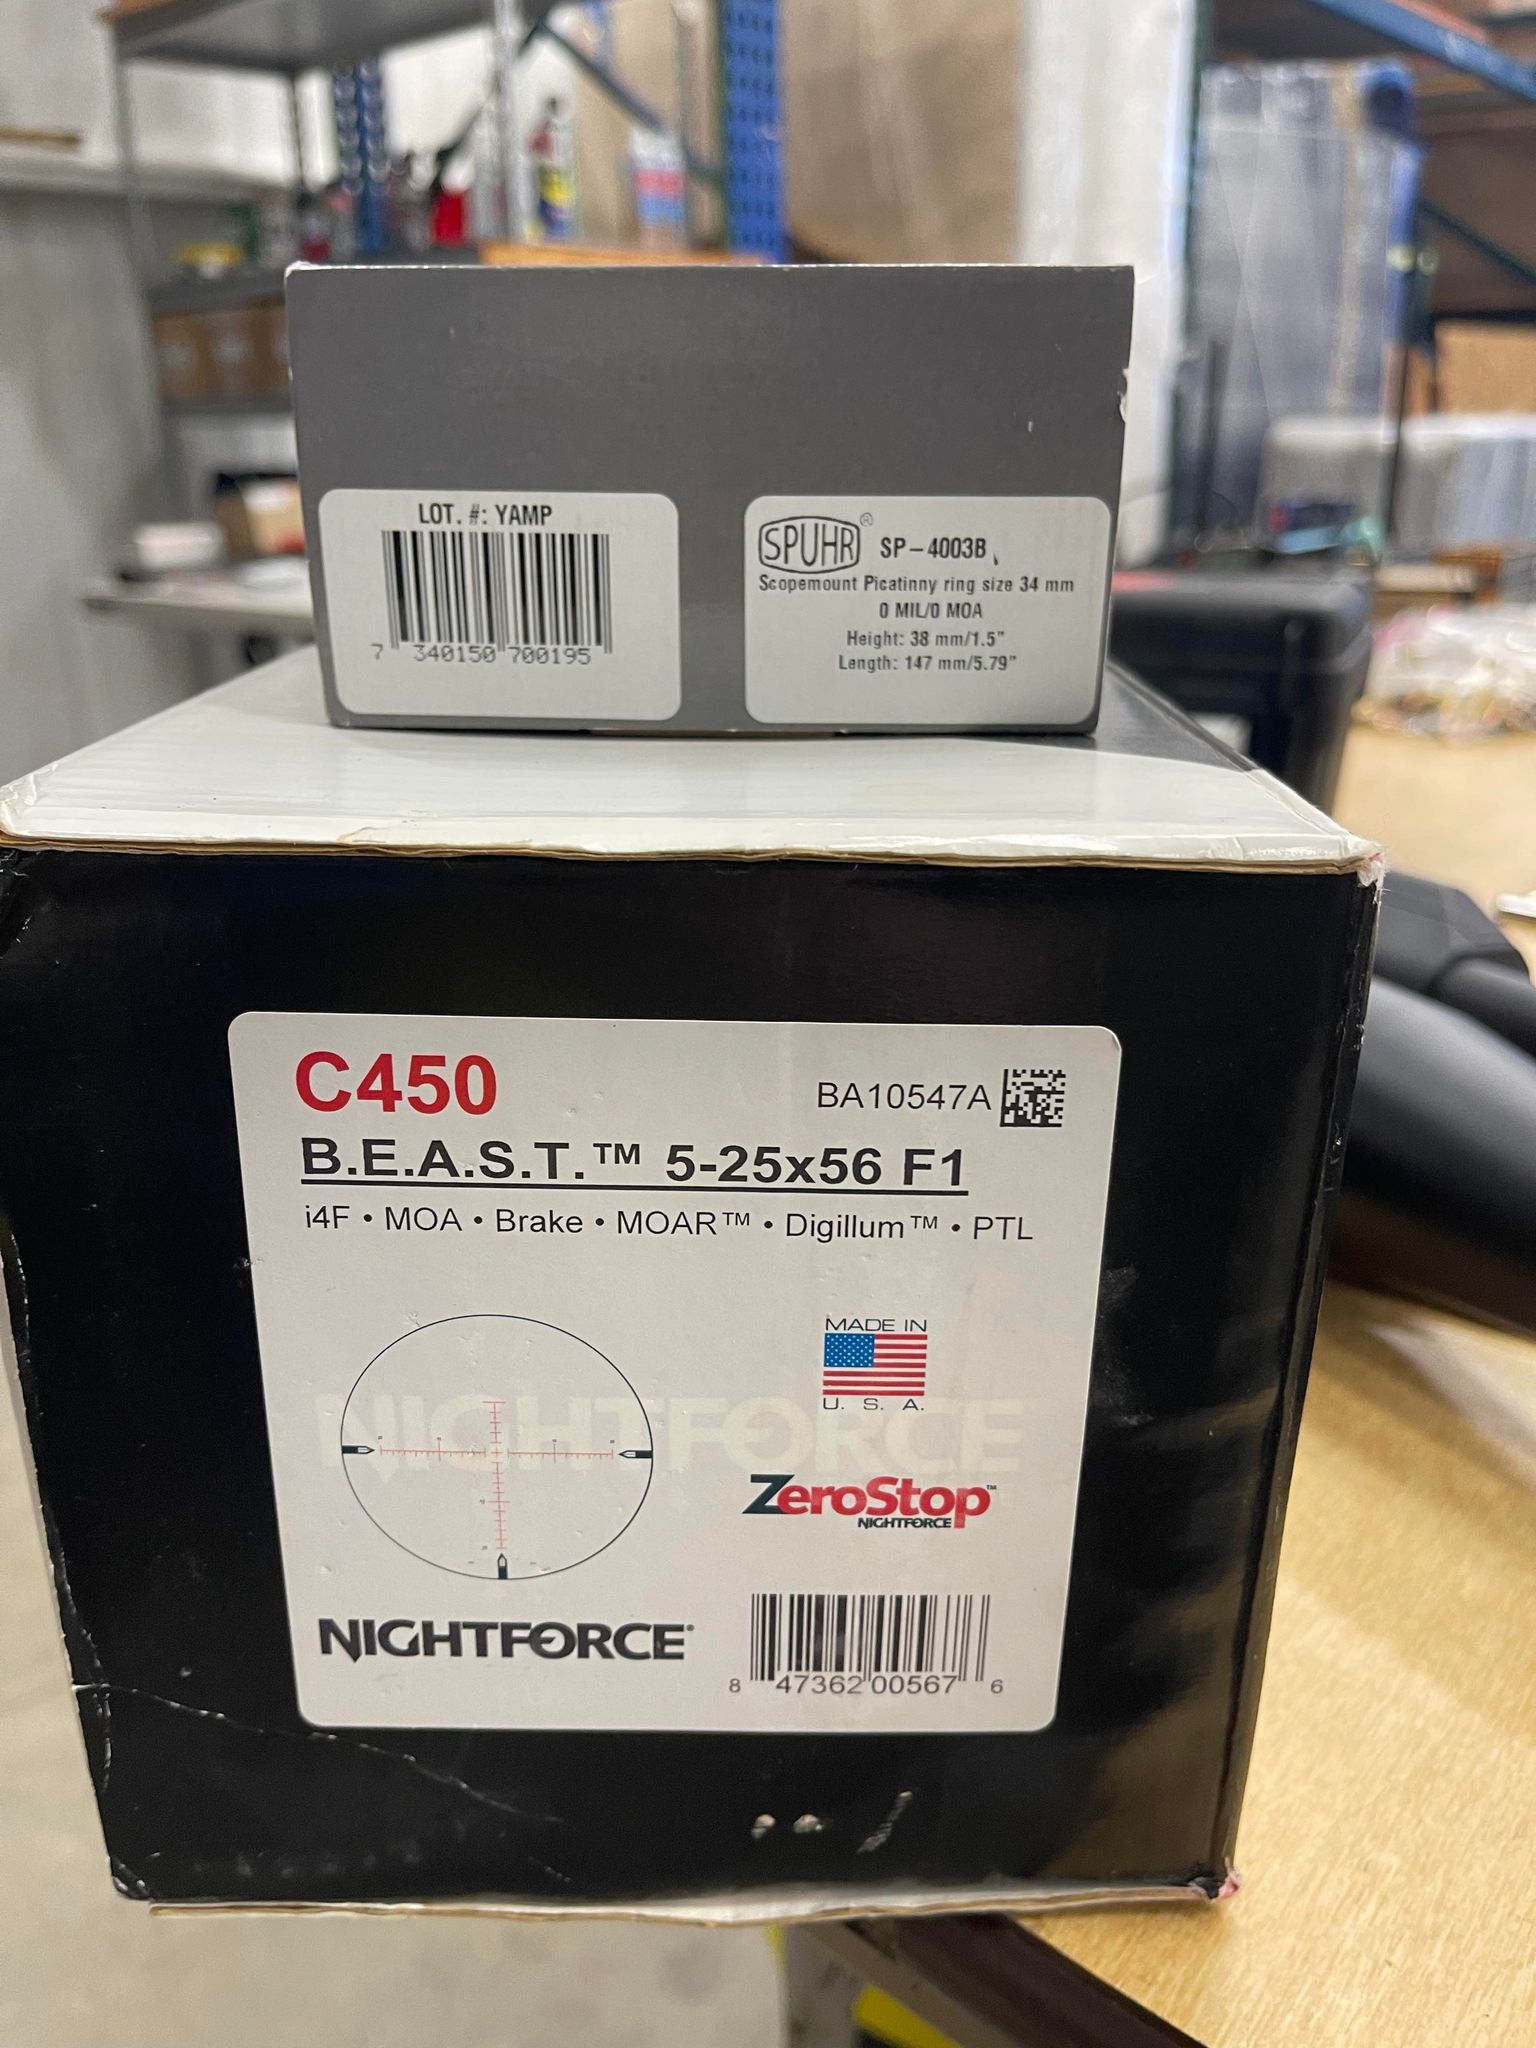 LOT. #: YAMP
7 340150 700195
SPUHR® SP-4003B
Scopemount Picatinny ring size 34 mm
0 MIL/0 MOA
Height: 38 mm/1.5"
Length: 147 mm/5.79"
C450
BA10547A
B.E.A.S.T.™ 5-25x56 F1
i4F • MOA • Brake • MOAR™ • Digillum™ • PTL
MADE IN
U. S. A.
NIGHTFORCE
ZeroStop™
NIGHTFORCE
NIGHTFORCE®
8 47362 00567 6